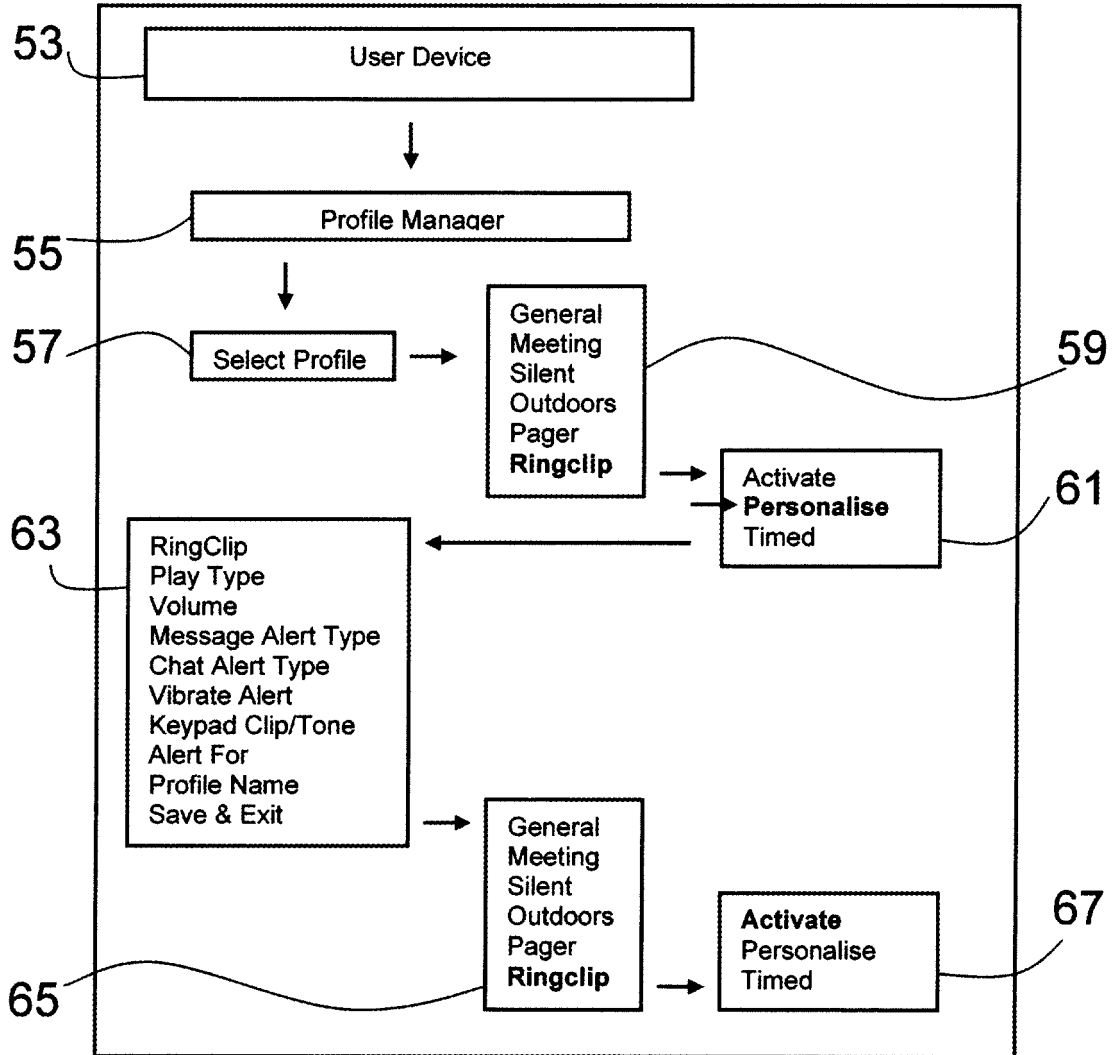 53
User Device
Profile Manager
55
57
Select Profile
General
Meeting
Silent
Outdoors
Pager
Ringclip
59
Activate
Personalise
Timed
61
63
RingClip
Play Type
Volume
Message Alert Type
Chat Alert Type
Vibrate Alert
Keypad Clip/Tone
Alert For
Profile Name
Save & Exit
General
Meeting
Silent
Outdoors
Pager
Ringclip
65
Activate
Personalise
Timed
67